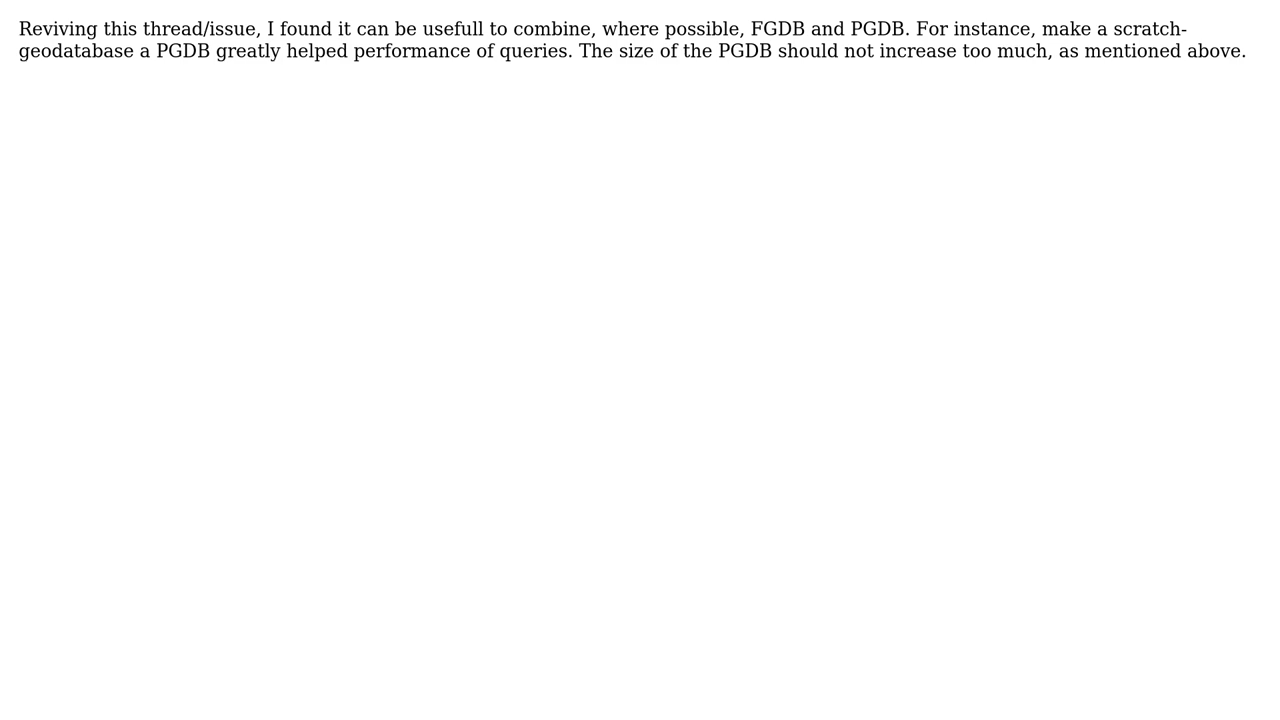 Reviving this thread/issue, I found it can be usefull to combine, where possible, FGDB and PGDB. For instance, make a scratch-
geodatabase a PGDB greatly helped performance of queries. The size of the PGDB should not increase too much, as mentioned above.